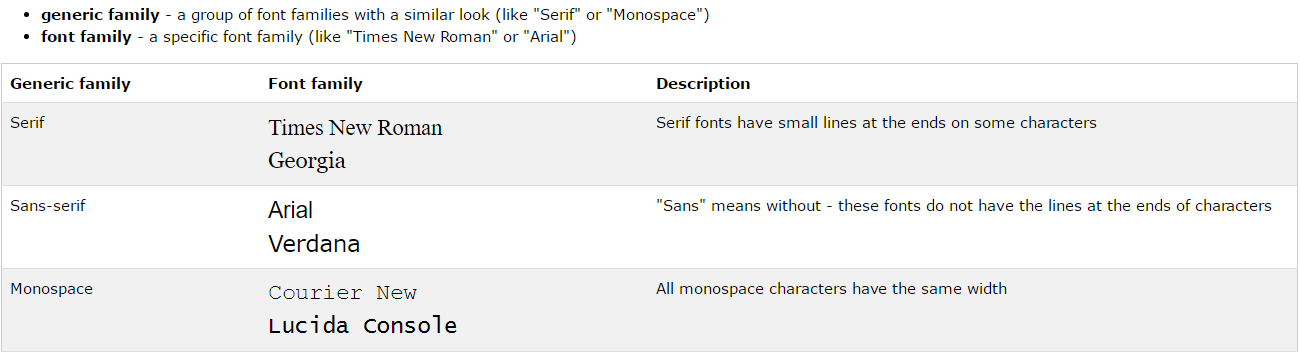 generic family - a group of font families with a similar look (like "Serif" or "Monospace")
font family - a specific font family (like "Times New Roman" or "Arial")
Generic family Font family Description
Serif Times New Roman Serif fonts have small lines at the ends on some characters
Georgia
Sans-serif Arial "Sans" means without - these fonts do not have the lines at the ends of characters
Verdana
Monospace Courier New All monospace characters have the same width
Lucida Console